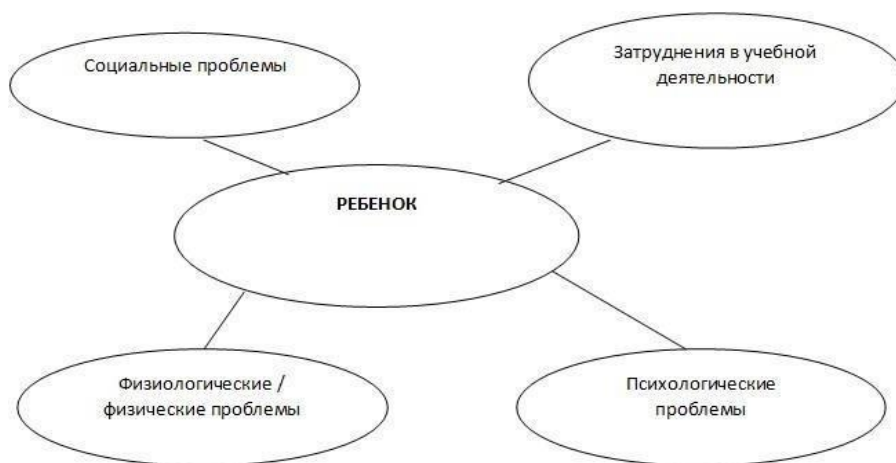 Социальные проблемы
Затруднения в учебной
деятельности
РЕБЕНОК
Физиологические /
физические проблемы
Психологические
проблемы